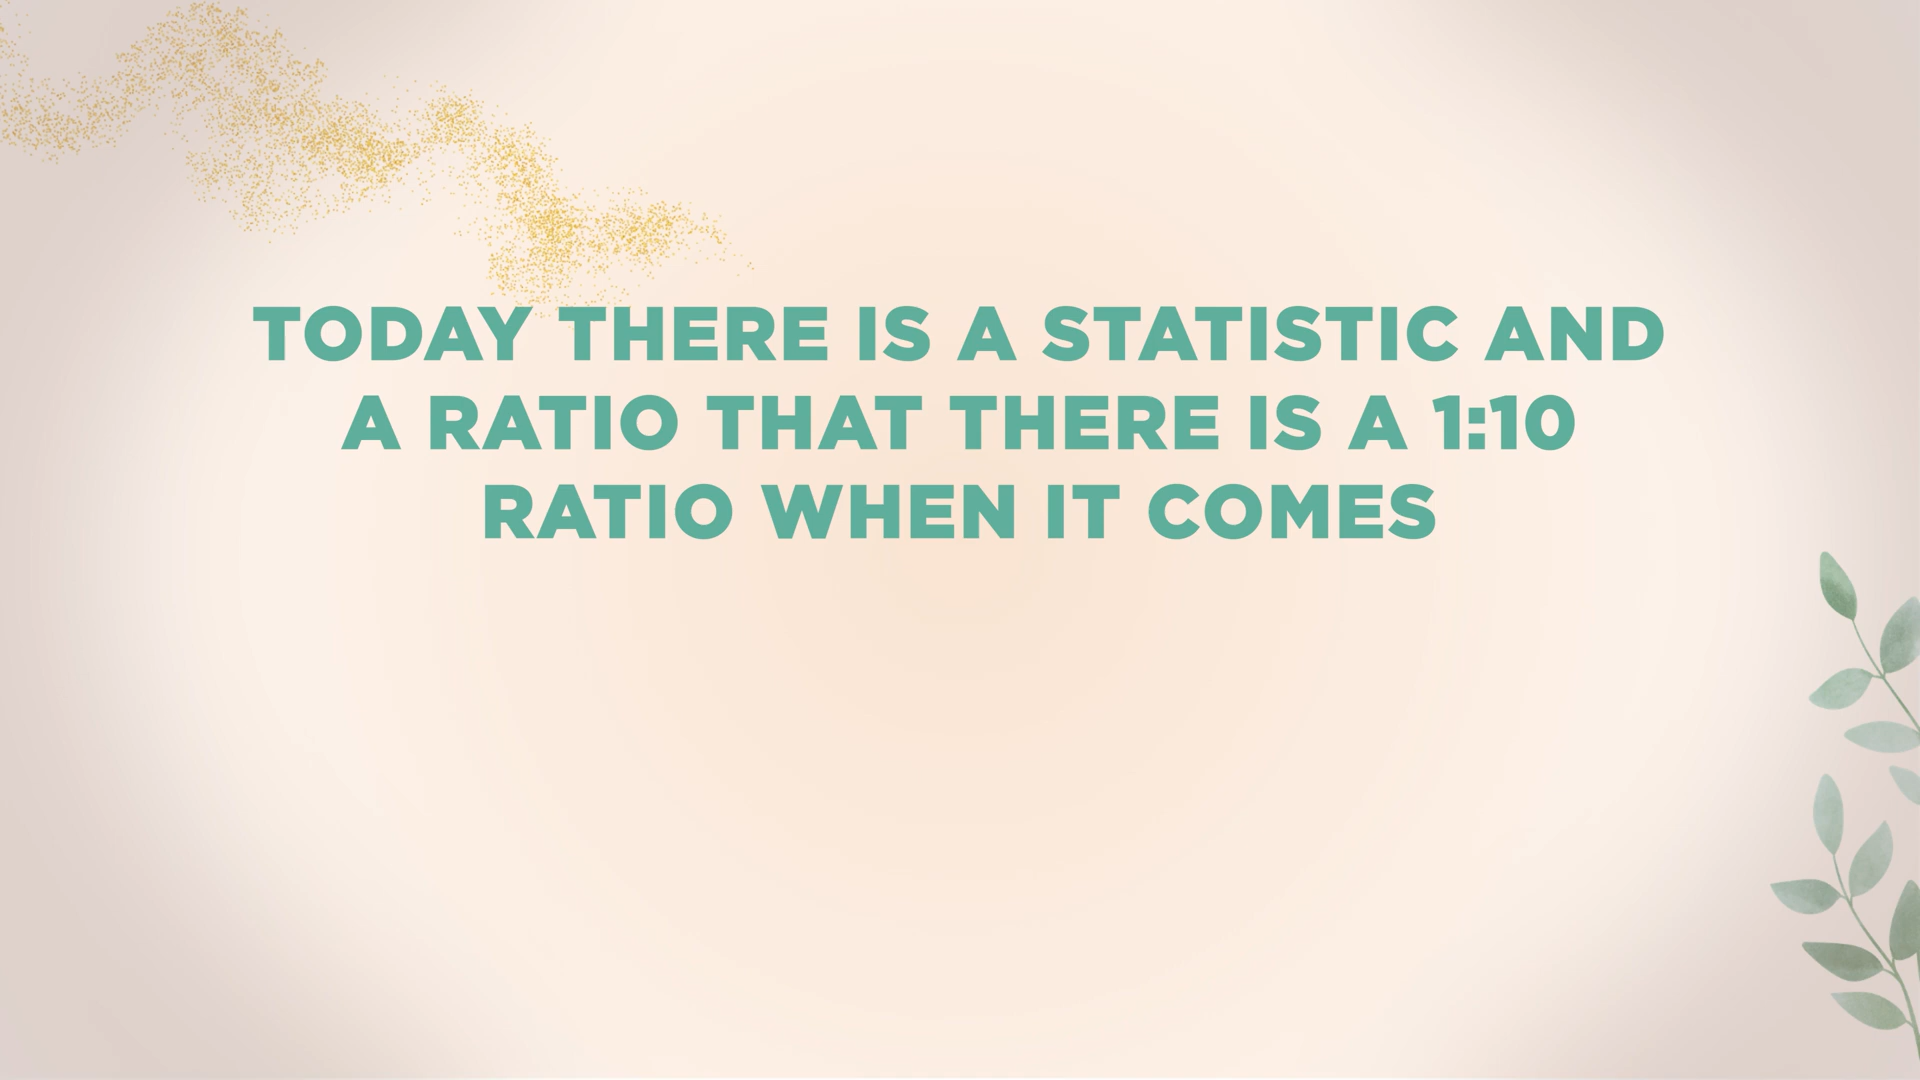 TODAY THERE IS A STATISTIC AND
A RATIO THAT THERE IS A 1:10
RATIO WHEN IT COMES